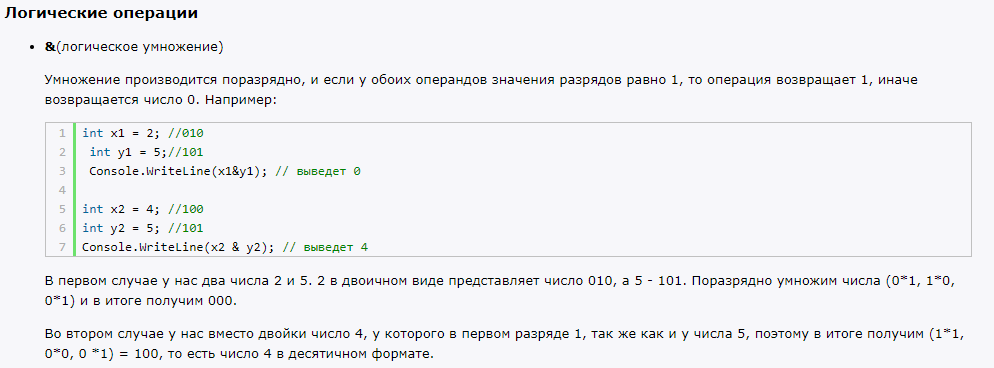 Логические операции
• &(логическое умножение)
Умножение производится поразрядно, и если у обоих операндов значения разрядов равно 1, то операция возвращает 1, иначе
возвращается число 0. Например:
1 int x1 = 2; //010
2  int y1 = 5;//101
3  Console.WriteLine(x1&y1); // выведет 0
4
5 int x2 = 4; //100
6 int y2 = 5; //101
7 Console.WriteLine(x2 & y2); // выведет 4
В первом случае у нас два числа 2 и 5. 2 в двоичном виде представляет число 010, а 5 - 101. Поразрядно умножим числа (0*1, 1*0,
0*1) и в итоге получим 000.
Во втором случае у нас вместо двойки число 4, у которого в первом разряде 1, так же как и у числа 5, поэтому в итоге получим (1*1,
0*0, 0 *1) = 100, то есть число 4 в десятичном формате.